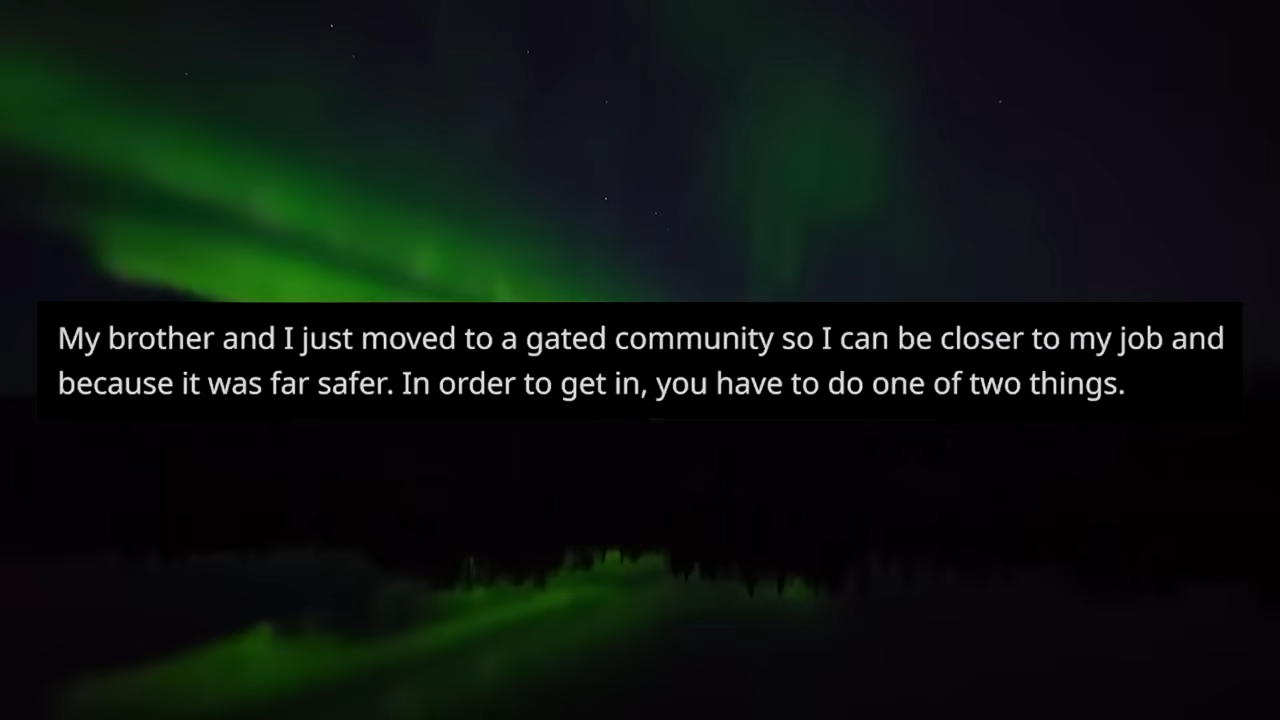 My brother and I just moved to a gated community so I can be closer to my job and
because it was far safer. In order to get in, you have to do one of two things.